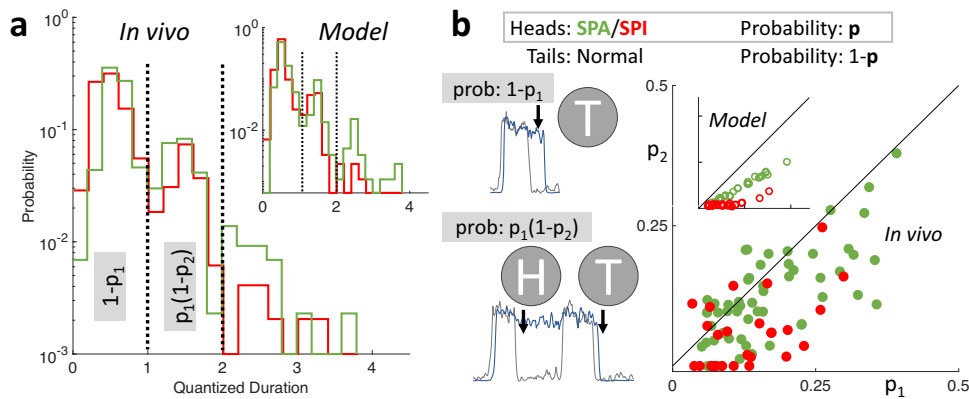 a
In vivo
Model
10^0
10^-2
0
2
4
10^0
10^-1
10^-2
10^-3
Probability
1-p1
p1(1-p2)
0
1
2
3
4
Quantized Duration
b
Heads: SPA/SPI Probability: p
Tails: Normal Probability: 1-p
prob: 1-p1
T
prob: p1(1-p2)
H T
0.5
Model
p2
0.25
In vivo
0
0.25
p1
0.5